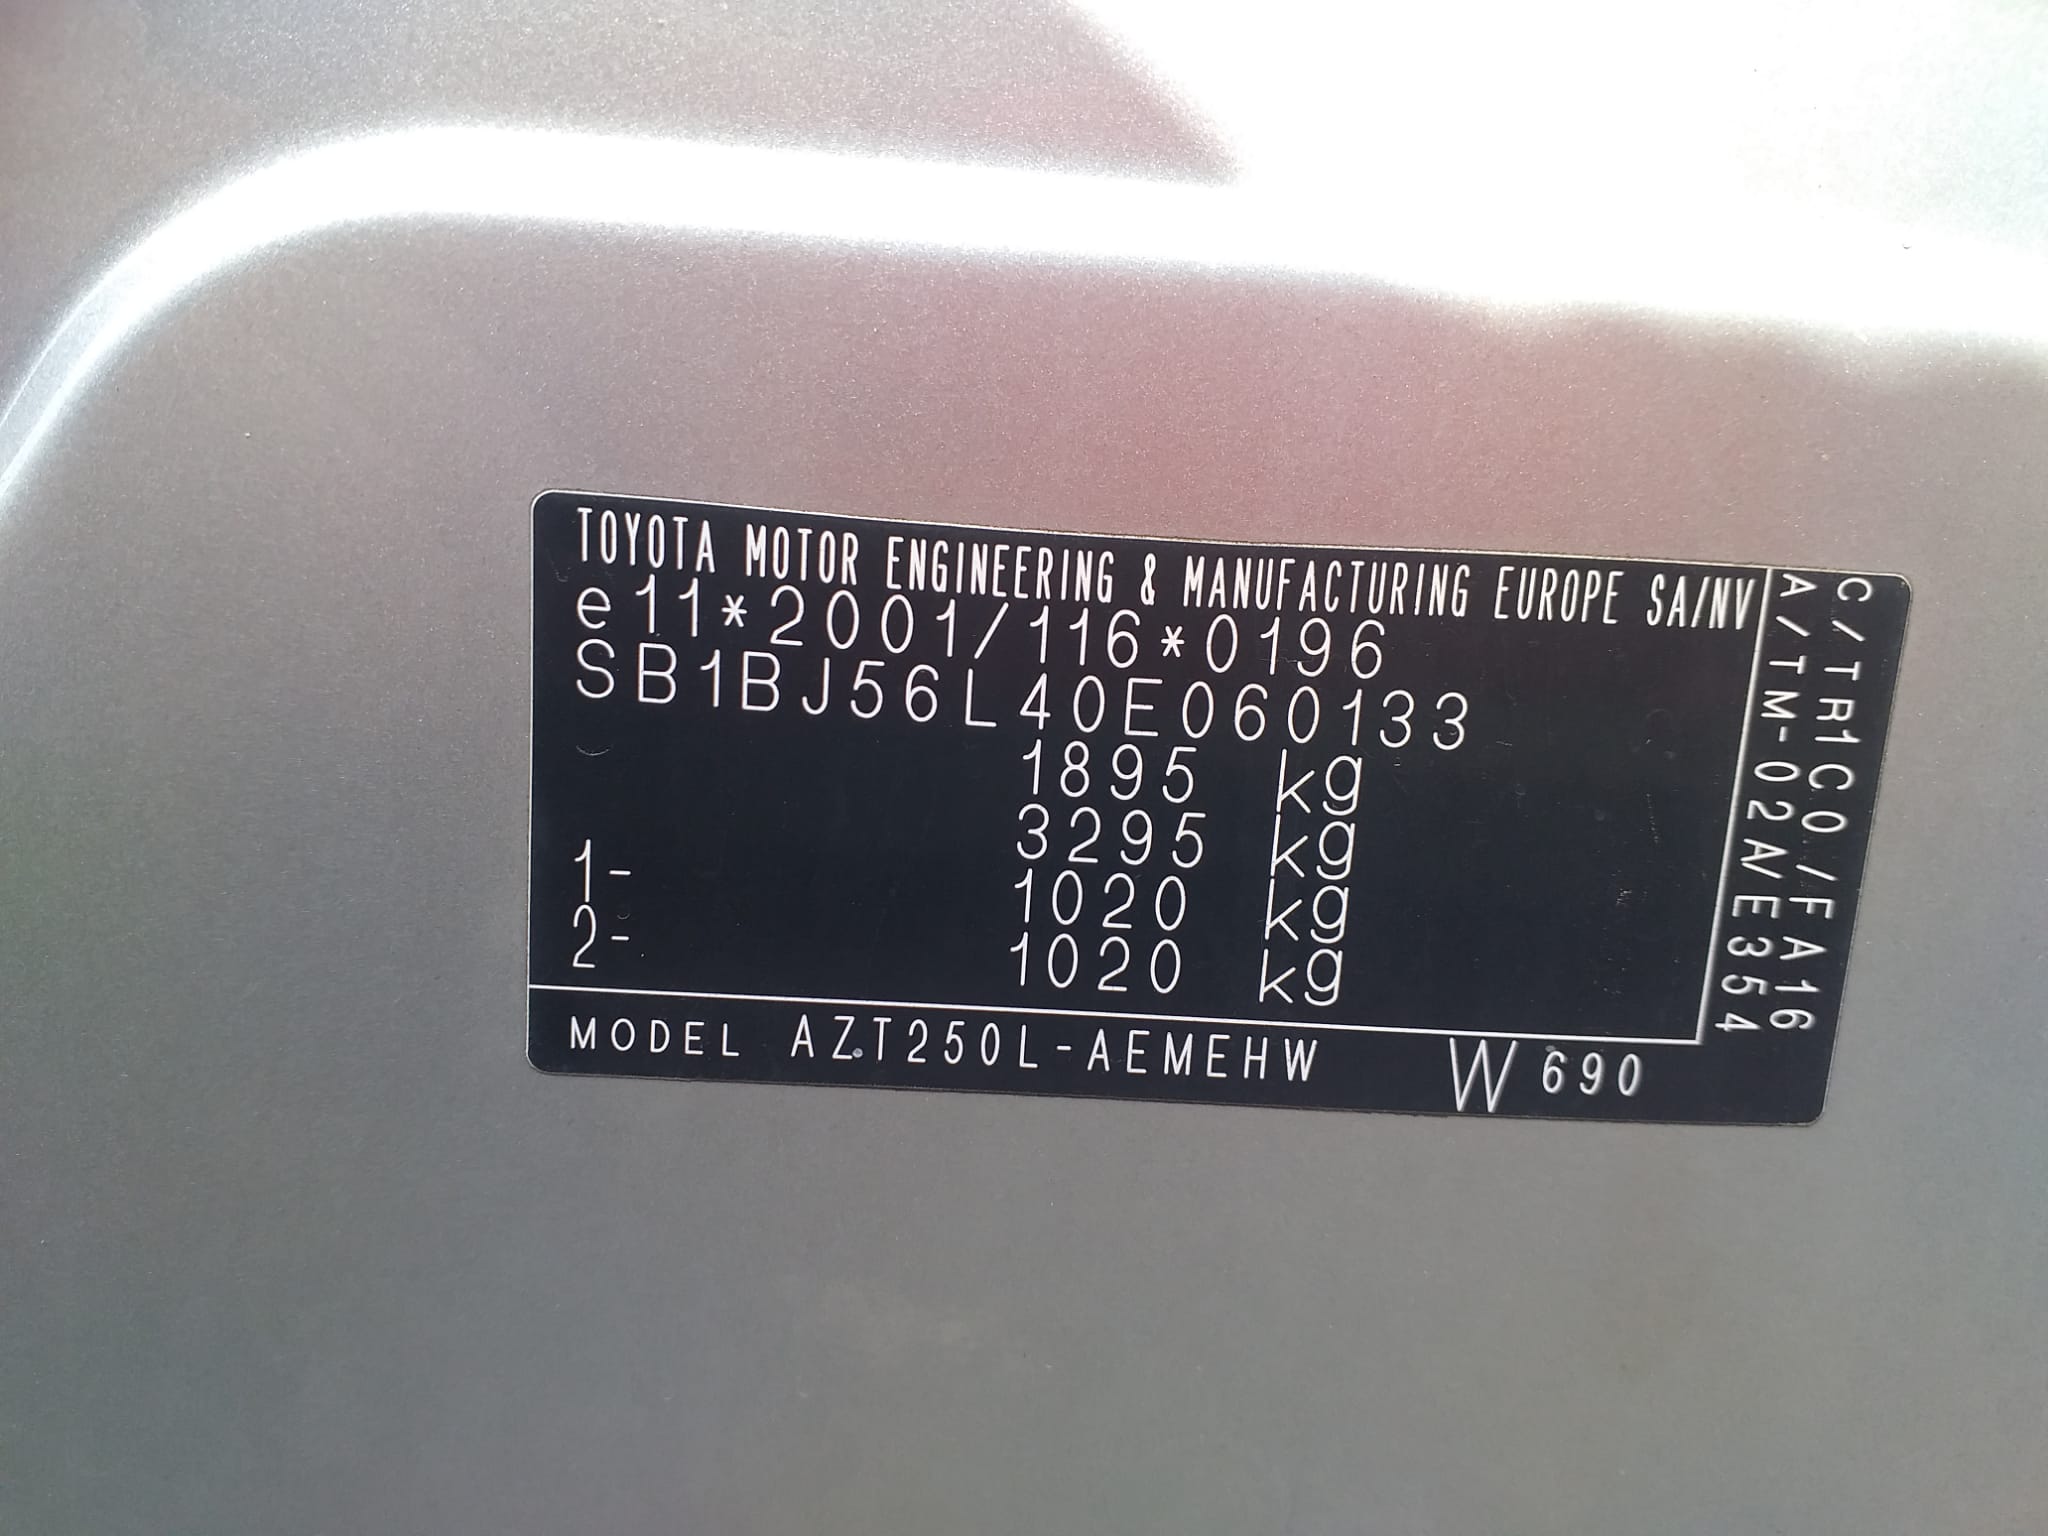 TOYOTA MOTOR ENGINEERING & MANUFACTURING EUROPE SA/NV
e11*2001/116*0196
SB1BJ56L40E060133
1895 kg
3295 kg
1- 1020 kg
2- 1020 kg
MODEL AZT250L-AEMEHW W690
C/TR1C0/FA16
A/TM-02A/E354